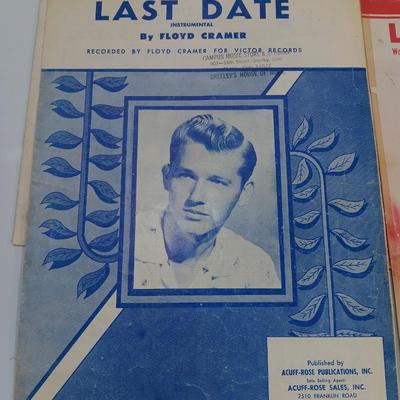 LAST DATE
INSTRUMENTAL
By FLOYD CRAMER
RECORDED BY FLOYD CRAMER FOR VICTOR RECORDS
CAMPUS MUSIC STORE &
GREELEY'S HOUSE OF
L
Published by
ACUFF-ROSE PUBLICATIONS, INC.
Sole Selling Agent:
ACUFF-ROSE SALES, INC.
2510 FRANKLIN ROAD